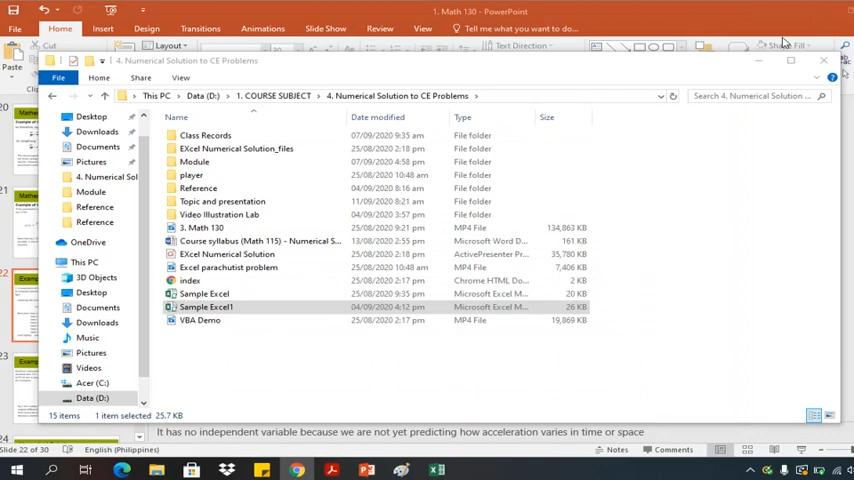 1. Math 130 - PowerPoint
File Home Insert Design Transitions Animations Slide Show Review View Tell me what you want to do...
Cut Layout Text Direction Shape Fill
Paste
4. Numerical Solution to CE Problems
File Home Share View
This PC Data (D:) 1. COURSE SUBJECT 4. Numerical Solution to CE Problems Search 4. Numerical Solution ...
Name Date modified Type Size
Desktop
Downloads
Documents
Pictures
4. Numerical Sol
Module
Reference
Reference
OneDrive
This PC
3D Objects
Desktop
Documents
Downloads
Music
Pictures
Videos
Acer (C:)
Data (D:)
Class Records 07/09/2020 9:35 am File folder
EXcel Numerical Solution_files 25/08/2020 2:18 pm File folder
Module 07/09/2020 4:58 pm File folder
player 25/08/2020 10:48 am File folder
Reference 04/09/2020 8:16 am File folder
Topic and presentation 11/09/2020 8:21 am File folder
Video Illustration Lab 04/09/2020 3:57 pm File folder
3. Math 130 25/08/2020 9:21 pm MP4 File 134,863 KB
Course syllabus (Math 115) - Numerical S... 13/08/2020 2:55 pm Microsoft Word D... 161 KB
EXcel Numerical Solution 25/08/2020 2:18 pm ActivePresenter Pr... 35,780 KB
Excel parachutist problem 25/08/2020 10:48 am MP4 File 7,406 KB
index 25/08/2020 2:17 pm Chrome HTML Do... 2 KB
Sample Excel 25/08/2020 9:35 pm Microsoft Excel M... 20 KB
Sample Excel1 04/09/2020 4:12 pm Microsoft Excel M... 26 KB
VBA Demo 25/08/2020 2:17 pm MP4 File 19,869 KB
15 items 1 item selected 25.7 KB
20
21
22
23
24
It has no independent variable because we are not yet predicting how acceleration varies in time or space
Slide 22 of 30 English (Philippines) Notes Comments